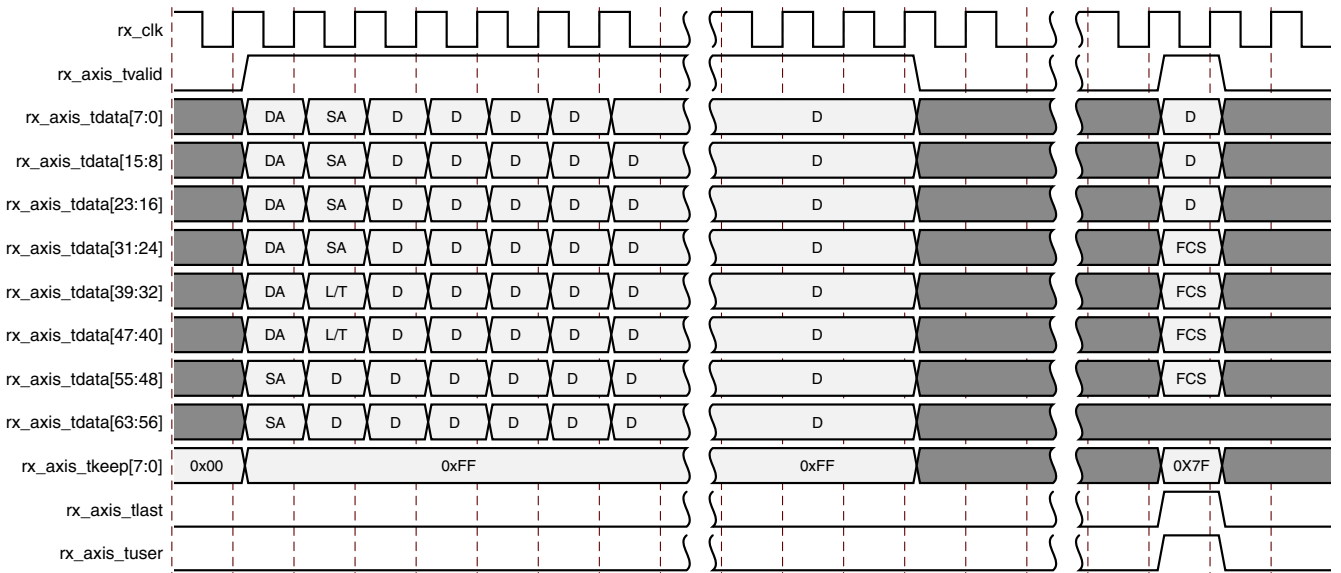 rx_clk
rx_axis_tvalid
rx_axis_tdata[7:0] DA SA D D D D D D
rx_axis_tdata[15:8] DA SA D D D D D D D
rx_axis_tdata[23:16] DA SA D D D D D D D
rx_axis_tdata[31:24] DA SA D D D D D D FCS
rx_axis_tdata[39:32] DA L/T D D D D D D FCS
rx_axis_tdata[47:40] DA L/T D D D D D D FCS
rx_axis_tdata[55:48] SA D D D D D D D FCS
rx_axis_tdata[63:56] SA D D D D D D D
rx_axis_tkeep[7:0] 0x00 0xFF 0xFF 0X7F
rx_axis_tlast
rx_axis_tuser